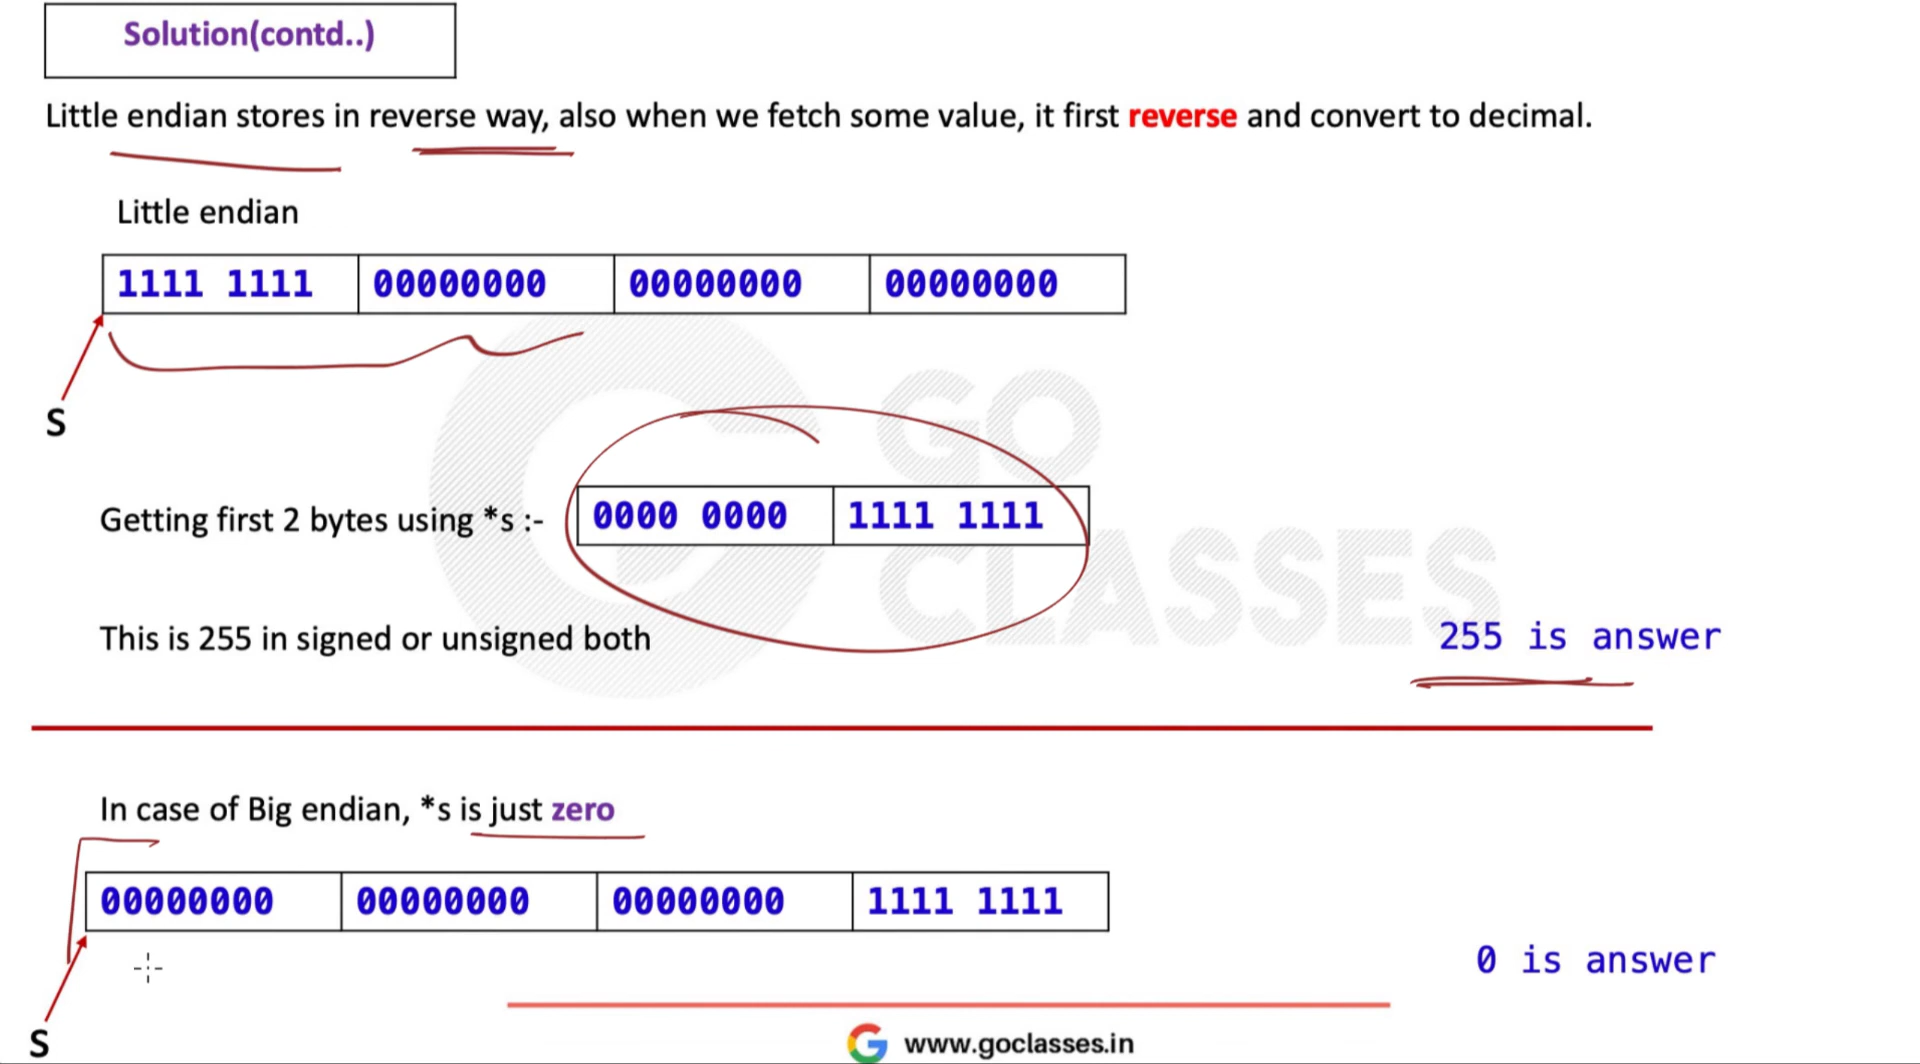 Solution(contd..)
Little endian stores in reverse way, also when we fetch some value, it first reverse and convert to decimal.
Little endian
1111 1111 00000000 00000000 00000000
S
Getting first 2 bytes using *s :- 0000 0000 1111 1111
This is 255 in signed or unsigned both 255 is answer
In case of Big endian, *s is just zero
00000000 00000000 00000000 1111 1111
0 is answer
S
www.goclasses.in
GO
CLASSES